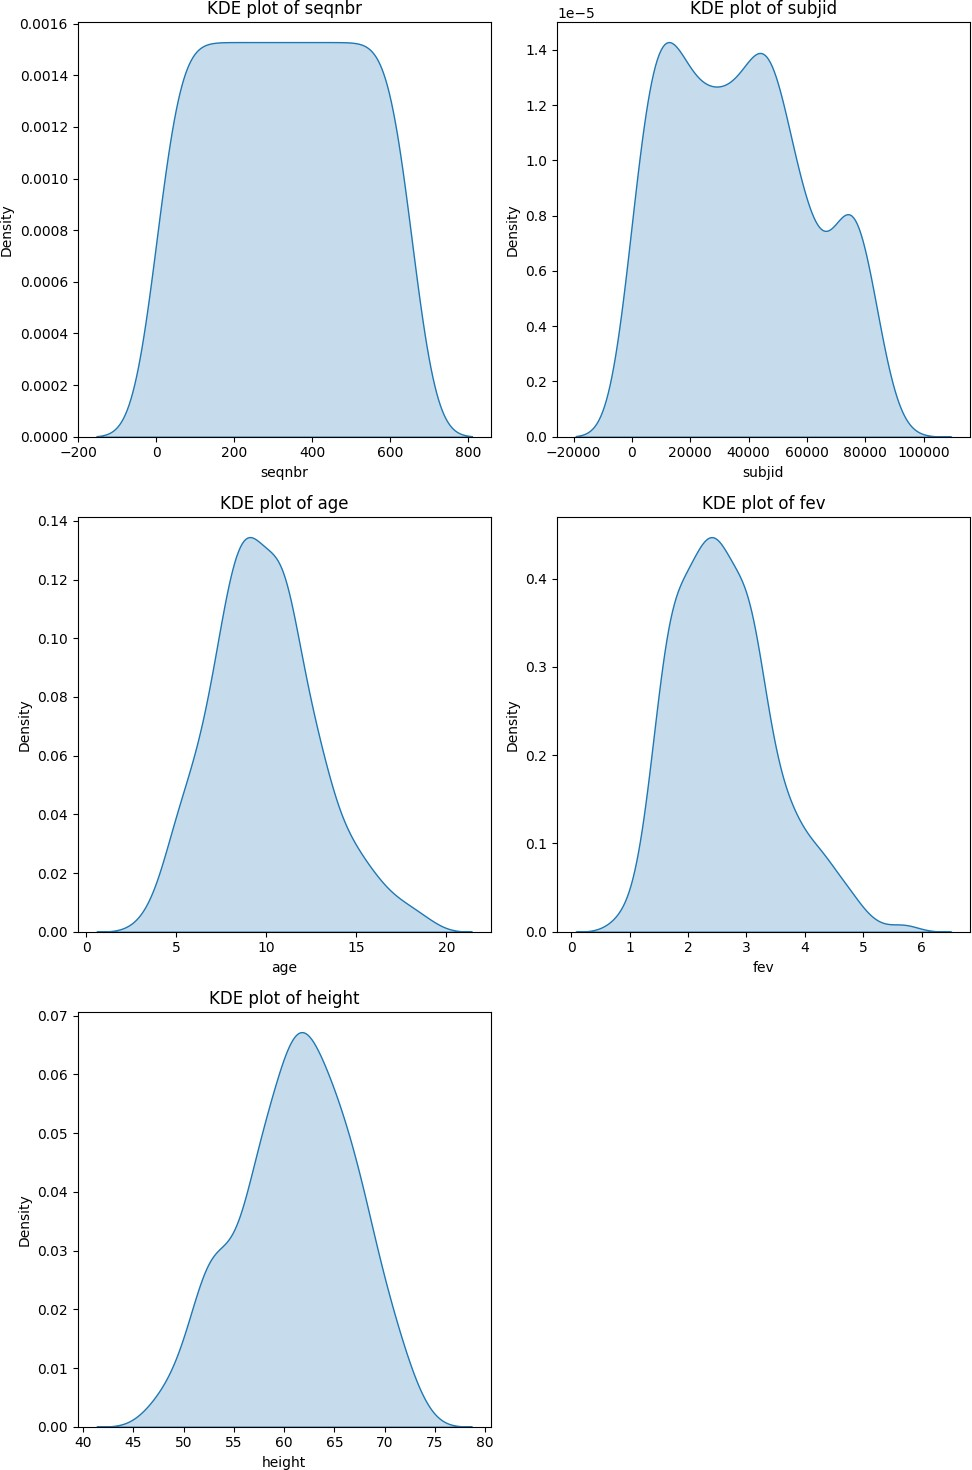 KDE plot of seqnbr
0.0016
0.0014
0.0012
0.0010
0.0008
0.0006
0.0004
0.0002
0.0000
Density
−200 0 200 400 600 800
seqnbr
KDE plot of subjid
1e−5
1.4
1.2
1.0
0.8
0.6
0.4
0.2
0.0
Density
−20000 0 20000 40000 60000 80000 100000
subjid
KDE plot of age
0.14
0.12
0.10
0.08
0.06
0.04
0.02
0.00
Density
0 5 10 15 20
age
KDE plot of fev
0.4
0.3
0.2
0.1
0.0
Density
0 1 2 3 4 5 6
fev
KDE plot of height
0.07
0.06
0.05
0.04
0.03
0.02
0.01
0.00
Density
40 45 50 55 60 65 70 75 80
height